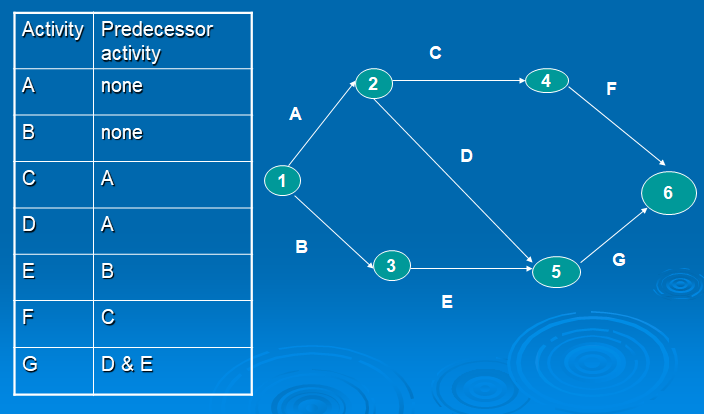 Activity Predecessor activity
A none
B none
C A
D A
E B
F C
G D & E
C
2
4
F
A
D
1
6
B
3
5
G
E